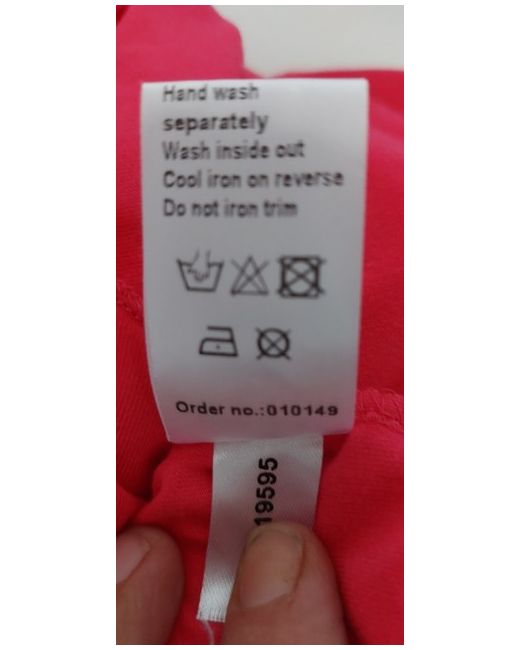 Hand wash
separately
Wash inside out
Cool iron on reverse
Do not iron trim
Order no.:010149
19595